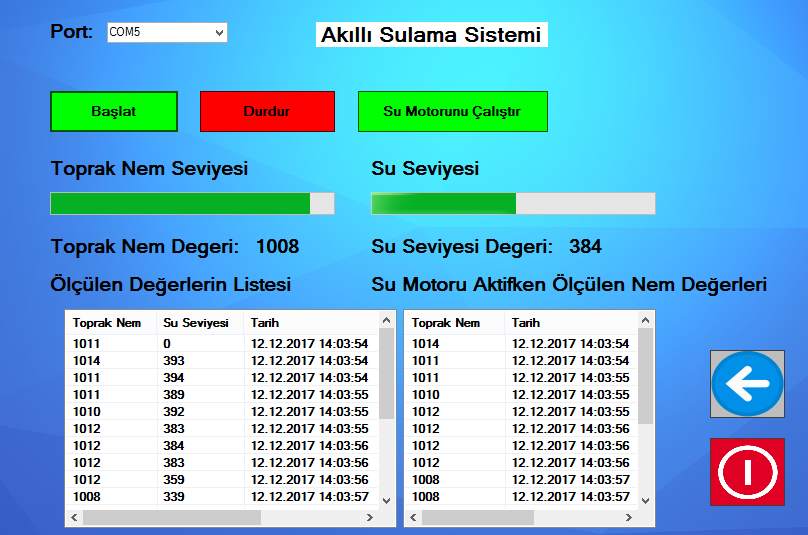 Port: COM5 Akıllı Sulama Sistemi
Başlat Durdur Su Motorunu Çalıştır
Toprak Nem Seviyesi Su Seviyesi
Toprak Nem Degeri: 1008 Su Seviyesi Degeri: 384
Ölçülen Değerlerin Listesi Su Motoru Aktifken Ölçülen Nem Değerleri
Toprak Nem Su Seviyesi Tarih
1011 0 12.12.2017 14:03:54
1014 393 12.12.2017 14:03:54
1011 394 12.12.2017 14:03:54
1011 389 12.12.2017 14:03:55
1010 392 12.12.2017 14:03:55
1012 383 12.12.2017 14:03:55
1012 384 12.12.2017 14:03:56
1012 383 12.12.2017 14:03:56
1012 359 12.12.2017 14:03:56
1008 339 12.12.2017 14:03:57
Toprak Nem Tarih
1014 12.12.2017 14:03:54
1011 12.12.2017 14:03:54
1011 12.12.2017 14:03:55
1010 12.12.2017 14:03:55
1012 12.12.2017 14:03:55
1012 12.12.2017 14:03:56
1012 12.12.2017 14:03:56
1012 12.12.2017 14:03:56
1008 12.12.2017 14:03:57
1008 12.12.2017 14:03:57